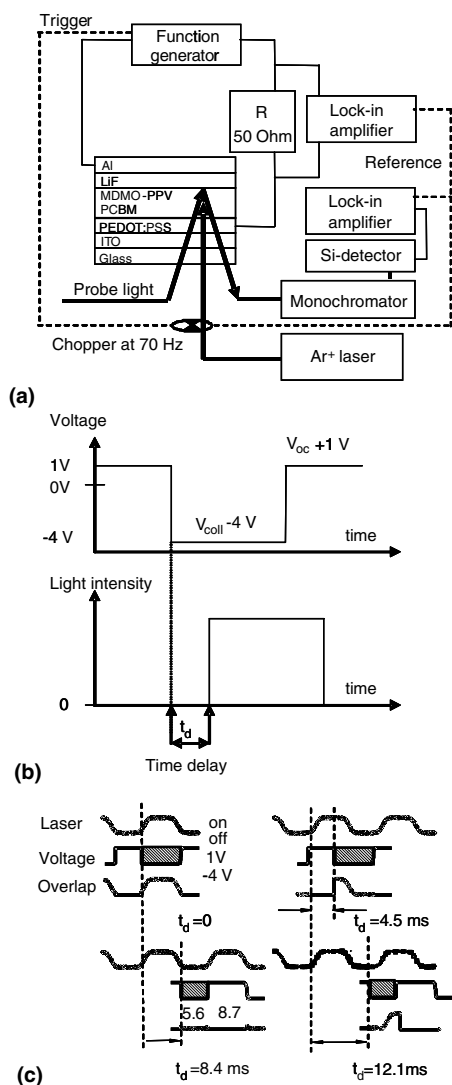 Trigger
Function
generator
R
50 Ohm
Lock-in
amplifier
Reference
Al
LiF
MDMO-PPV
PCBM
PEDOT:PSS
ITO
Glass
Lock-in
amplifier
Si-detector
Monochromator
Probe light
Chopper at 70 Hz
Ar+ laser
(a)
Voltage
1V
0V
-4 V
Voc +1 V
Vcoll -4 V
time
Light intensity
0
time
td
Time delay
(b)
Laser
on
off
Voltage
1V
-4 V
Overlap
td=0
td=4.5 ms
5.6 8.7
td=8.4 ms
td=12.1ms
(c)